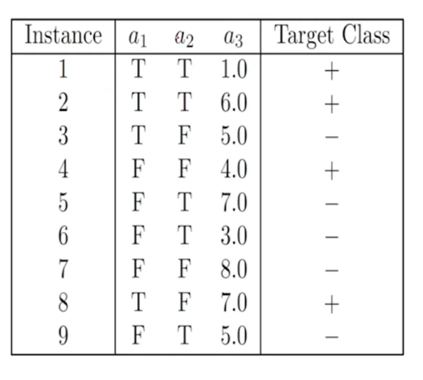 Instance a₁ a₂ a₃ Target Class
1 T T 1.0 +
2 T T 6.0 +
3 T F 5.0 −
4 F F 4.0 +
5 F T 7.0 −
6 F T 3.0 −
7 F F 8.0 −
8 T F 7.0 +
9 F T 5.0 −